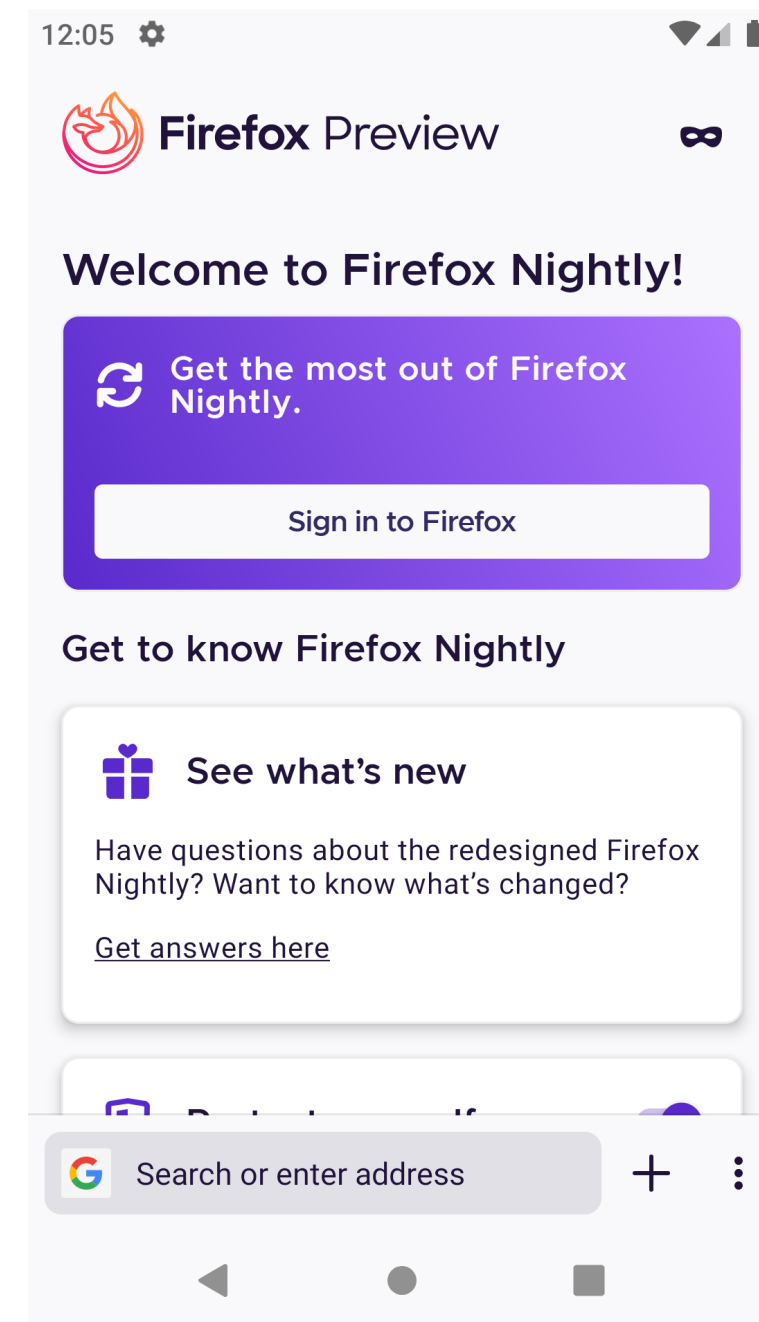 12:05
Firefox Preview
Welcome to Firefox Nightly!
Get the most out of Firefox
Nightly.
Sign in to Firefox
Get to know Firefox Nightly
See what's new
Have questions about the redesigned Firefox
Nightly? Want to know what's changed?
Get answers here
Search or enter address